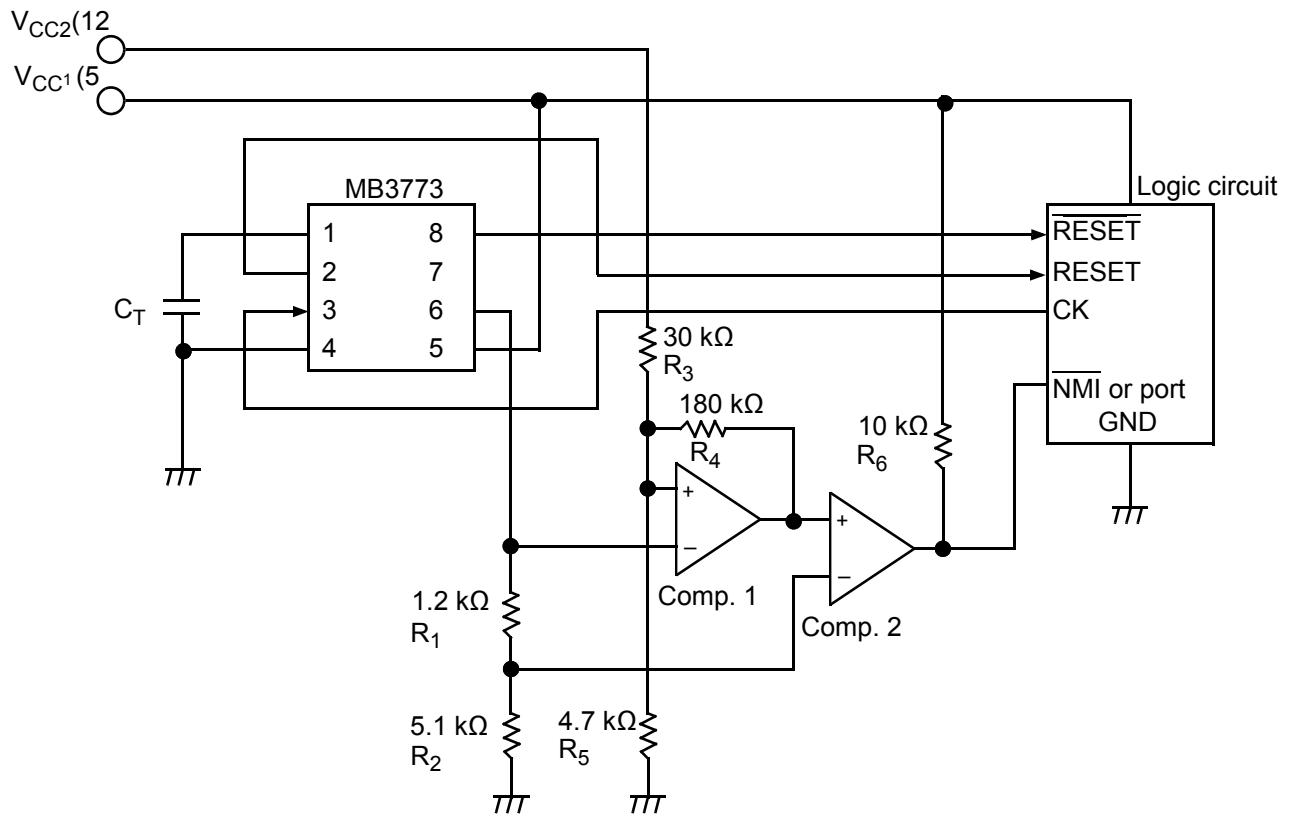 VCC2(12
VCC1(5
MB3773
Logic circuit
1 8
2 7
3 6
4 5
RESET
RESET
CK
NMI or port
GND
CT
30 kΩ
R3
180 kΩ
R4
10 kΩ
R6
+
−
+
−
Comp. 1
Comp. 2
1.2 kΩ
R1
5.1 kΩ
R2
4.7 kΩ
R5